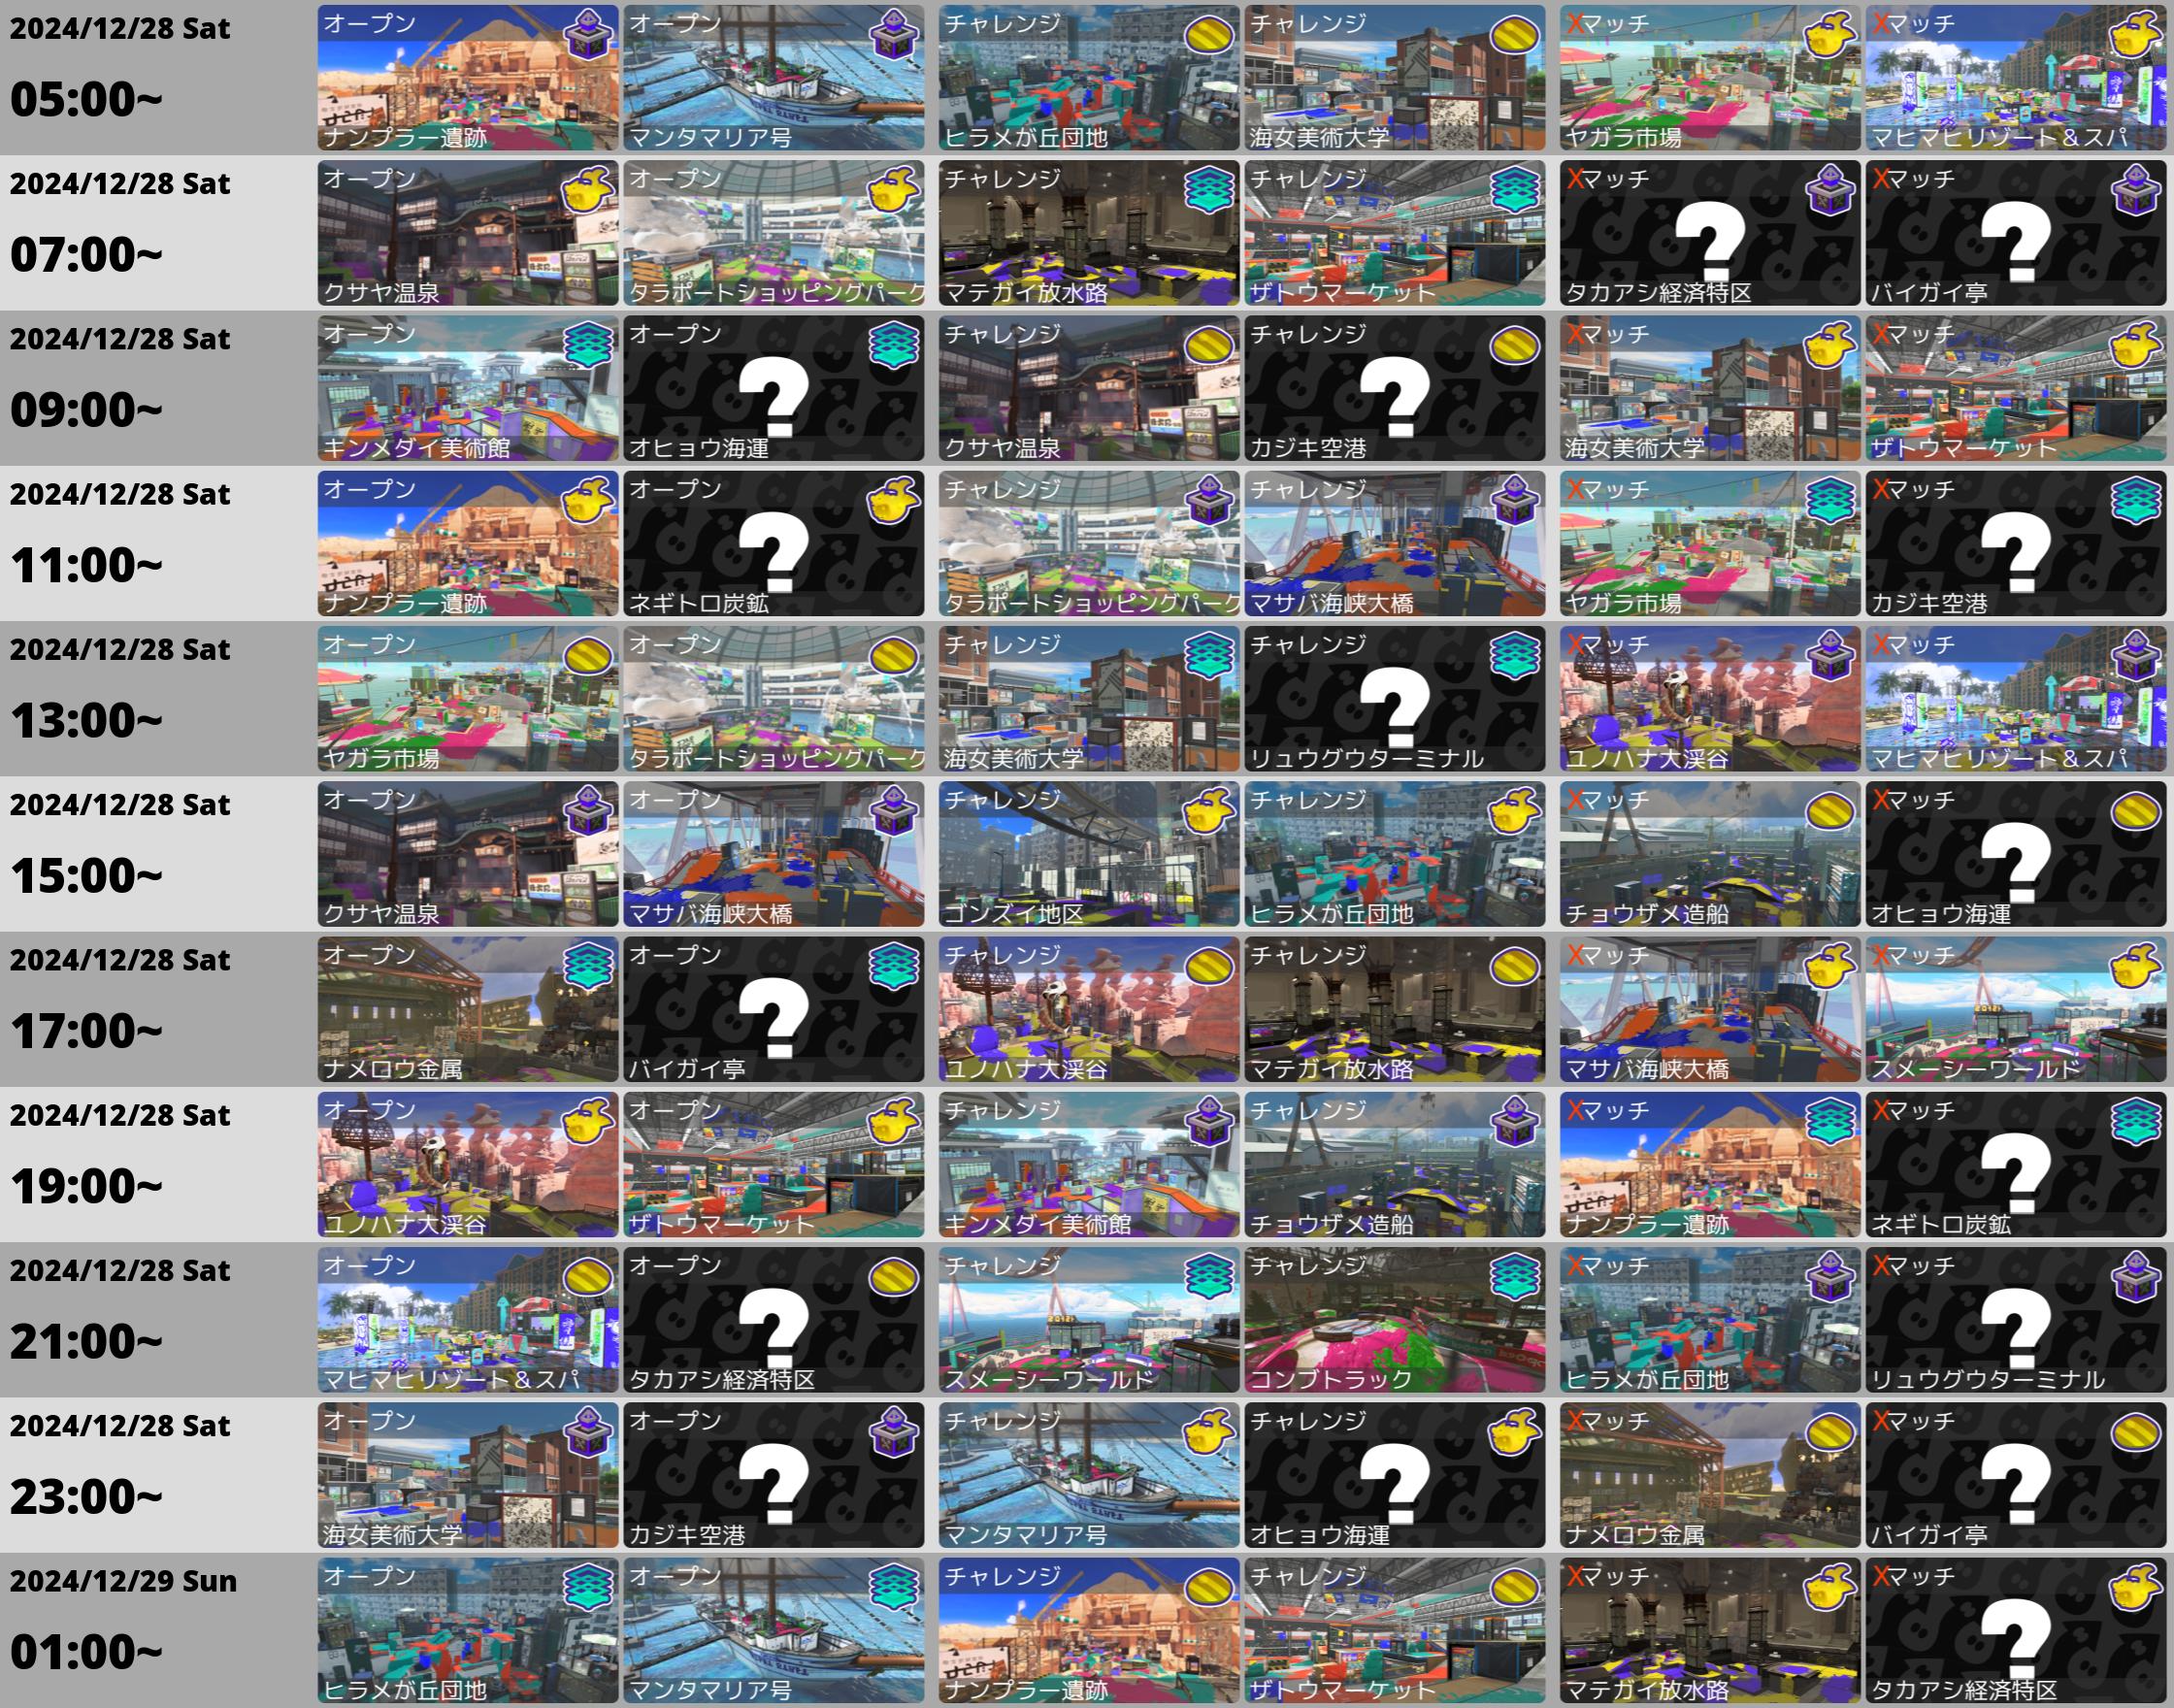 2024/12/28 Sat
05:00~
オープン
ナンプラー遺跡
オープン
マンタマリア号
チャレンジ
ヒラメが丘団地
チャレンジ
海女美術大学
Xマッチ
ヤガラ市場
Xマッチ
マヒマヒリゾート＆スパ
2024/12/28 Sat
07:00~
オープン
クサヤ温泉
オープン
タラポートショッピングパーク
チャレンジ
マテガイ放水路
チャレンジ
ザトウマーケット
Xマッチ
?
タカアシ経済特区
Xマッチ
?
バイガイ亭
2024/12/28 Sat
09:00~
オープン
キンメダイ美術館
オープン
?
オヒョウ海運
チャレンジ
クサヤ温泉
チャレンジ
?
カジキ空港
Xマッチ
海女美術大学
Xマッチ
ザトウマーケット
2024/12/28 Sat
11:00~
オープン
ナンプラー遺跡
オープン
?
ネギトロ炭鉱
チャレンジ
タラポートショッピングパーク
チャレンジ
マサバ海峡大橋
Xマッチ
ヤガラ市場
Xマッチ
?
カジキ空港
2024/12/28 Sat
13:00~
オープン
ヤガラ市場
オープン
タラポートショッピングパーク
チャレンジ
海女美術大学
チャレンジ
?
リュウグウターミナル
Xマッチ
ユノハナ大渓谷
Xマッチ
マヒマヒリゾート＆スパ
2024/12/28 Sat
15:00~
オープン
クサヤ温泉
オープン
マサバ海峡大橋
チャレンジ
ゴンズイ地区
チャレンジ
ヒラメが丘団地
Xマッチ
チョウザメ造船
Xマッチ
?
オヒョウ海運
2024/12/28 Sat
17:00~
オープン
ナメロウ金属
オープン
?
バイガイ亭
チャレンジ
ユノハナ大渓谷
チャレンジ
マテガイ放水路
Xマッチ
マサバ海峡大橋
Xマッチ
スメーシーワールド
2024/12/28 Sat
19:00~
オープン
ユノハナ大渓谷
オープン
ザトウマーケット
チャレンジ
キンメダイ美術館
チャレンジ
チョウザメ造船
Xマッチ
ナンプラー遺跡
Xマッチ
?
ネギトロ炭鉱
2024/12/28 Sat
21:00~
オープン
マヒマヒリゾート＆スパ
オープン
?
タカアシ経済特区
チャレンジ
スメーシーワールド
チャレンジ
コンブトラック
Xマッチ
ヒラメが丘団地
Xマッチ
?
リュウグウターミナル
2024/12/28 Sat
23:00~
オープン
海女美術大学
オープン
?
カジキ空港
チャレンジ
マンタマリア号
チャレンジ
?
オヒョウ海運
Xマッチ
ナメロウ金属
Xマッチ
?
バイガイ亭
2024/12/29 Sun
01:00~
オープン
ヒラメが丘団地
オープン
マンタマリア号
チャレンジ
ナンプラー遺跡
チャレンジ
ザトウマーケット
Xマッチ
マテガイ放水路
Xマッチ
?
タカアシ経済特区